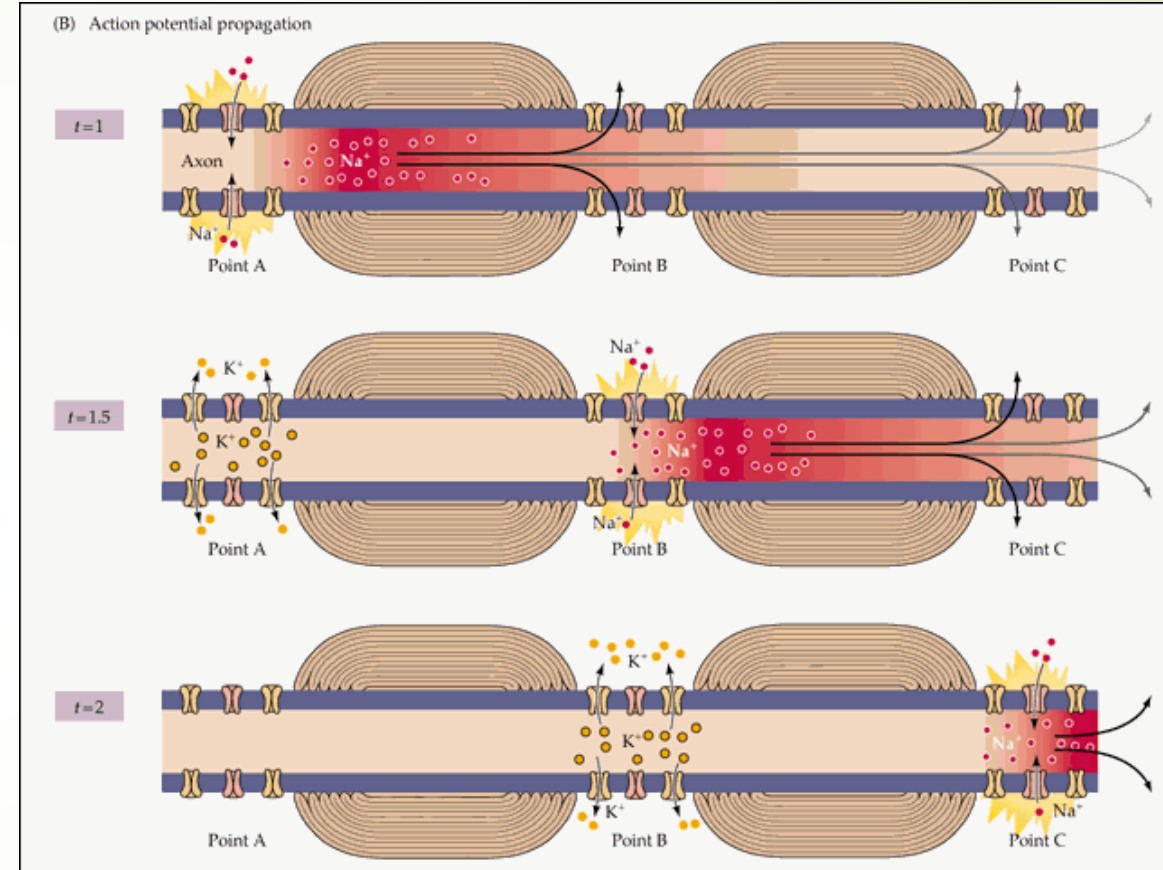 (B) Action potential propagation
t=1
Axon
Na+
Na+
Point A
Point B
Point C
Na+
K+
t=1.5
K+
Na+
Na+
Point A
Point B
Point C
K+
t=2
K+
Na+
K+
Na+
Point A
Point B
Point C